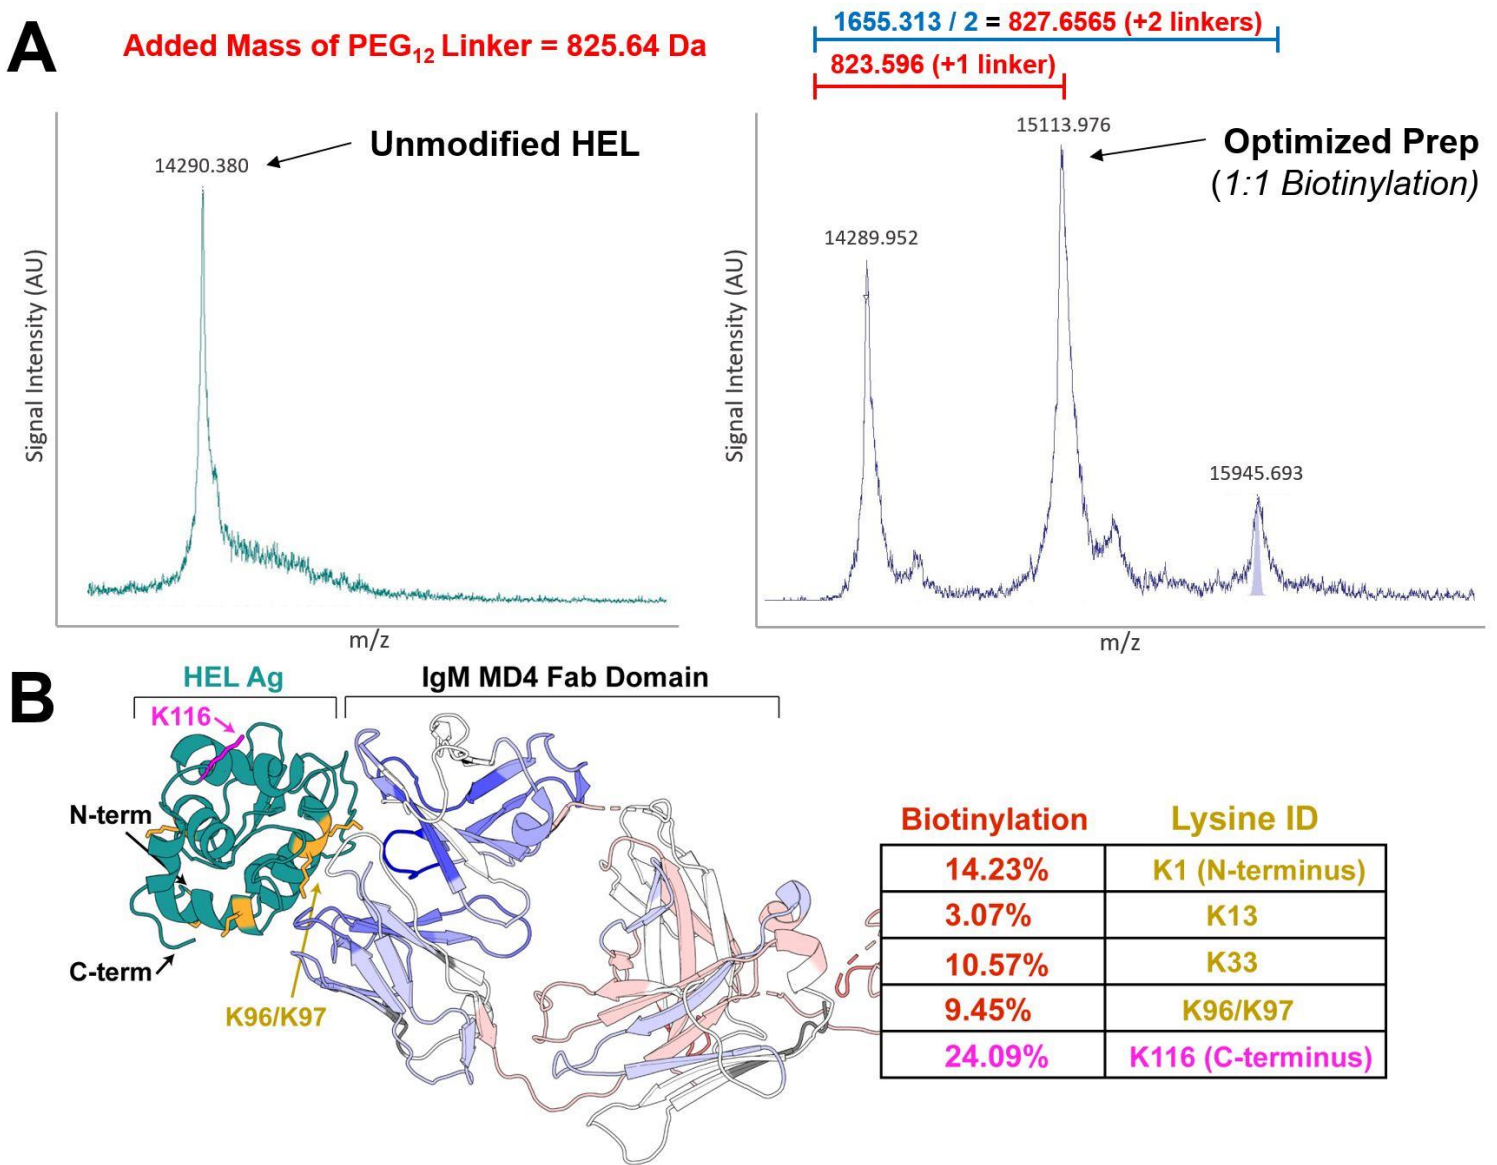 A
Added Mass of PEG12 Linker = 825.64 Da
1655.313 / 2 = 827.6565 (+2 linkers)
823.596 (+1 linker)
14290.380
Unmodified HEL
Signal Intensity (AU)
m/z
15113.976
Optimized Prep
(1:1 Biotinylation)
14289.952
15945.693
Signal Intensity (AU)
m/z
B
HEL Ag
IgM MD4 Fab Domain
K116
N-term
C-term
K96/K97
Biotinylation Lysine ID
14.23% K1 (N-terminus)
3.07% K13
10.57% K33
9.45% K96/K97
24.09% K116 (C-terminus)